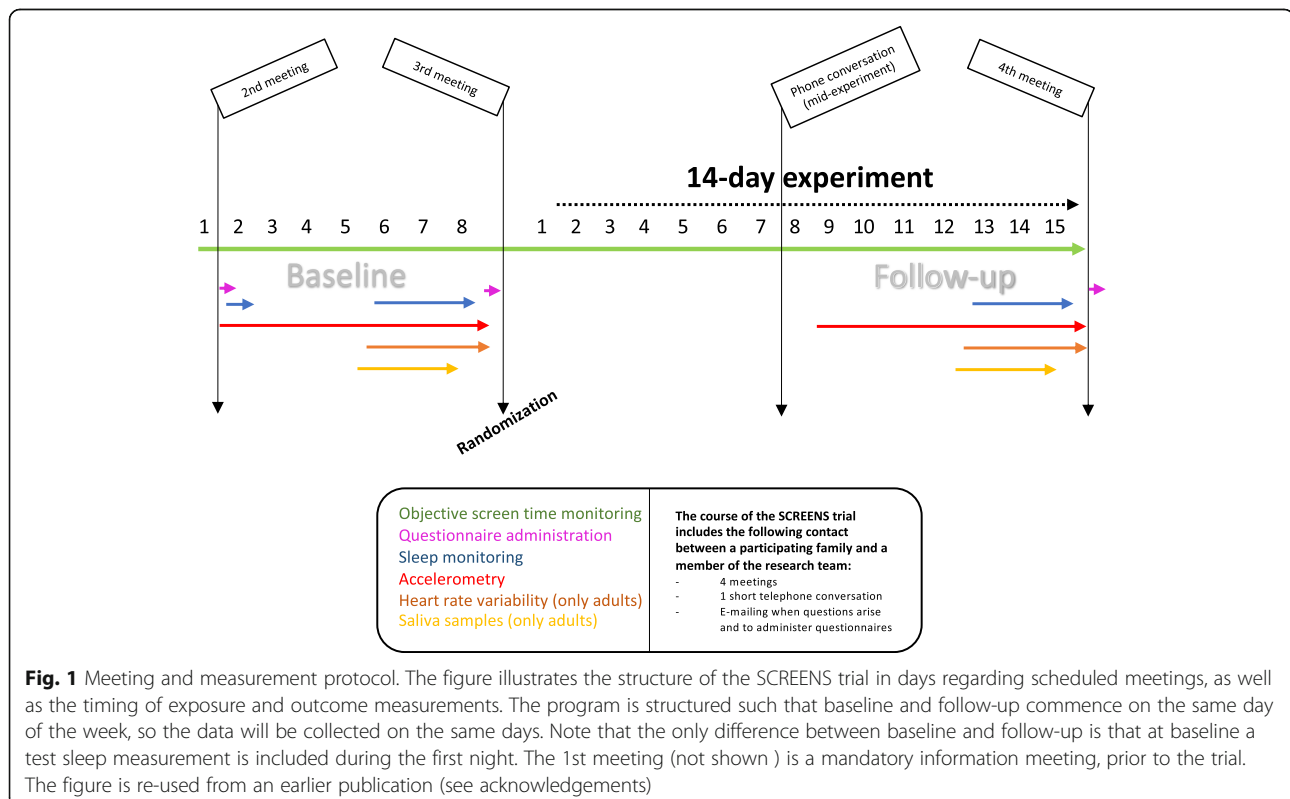 2nd meeting
3rd meeting
Phone conversation
(mid-experiment)
4th meeting
14-day experiment
1 2 3 4 5 6 7 8 1 2 3 4 5 6 7 8 9 10 11 12 13 14 15
Baseline
Follow-up
Randomization
Objective screen time monitoring
Questionnaire administration
Sleep monitoring
Accelerometry
Heart rate variability (only adults)
Saliva samples (only adults)
The course of the SCREENS trial
includes the following contact
between a participating family and a
member of the research team:
- 4 meetings
- 1 short telephone conversation
- E-mailing when questions arise
and to administer questionnaires
Fig. 1 Meeting and measurement protocol. The figure illustrates the structure of the SCREENS trial in days regarding scheduled meetings, as well
as the timing of exposure and outcome measurements. The program is structured such that baseline and follow-up commence on the same day
of the week, so the data will be collected on the same days. Note that the only difference between baseline and follow-up is that at baseline a
test sleep measurement is included during the first night. The 1st meeting (not shown ) is a mandatory information meeting, prior to the trial.
The figure is re-used from an earlier publication (see acknowledgements)